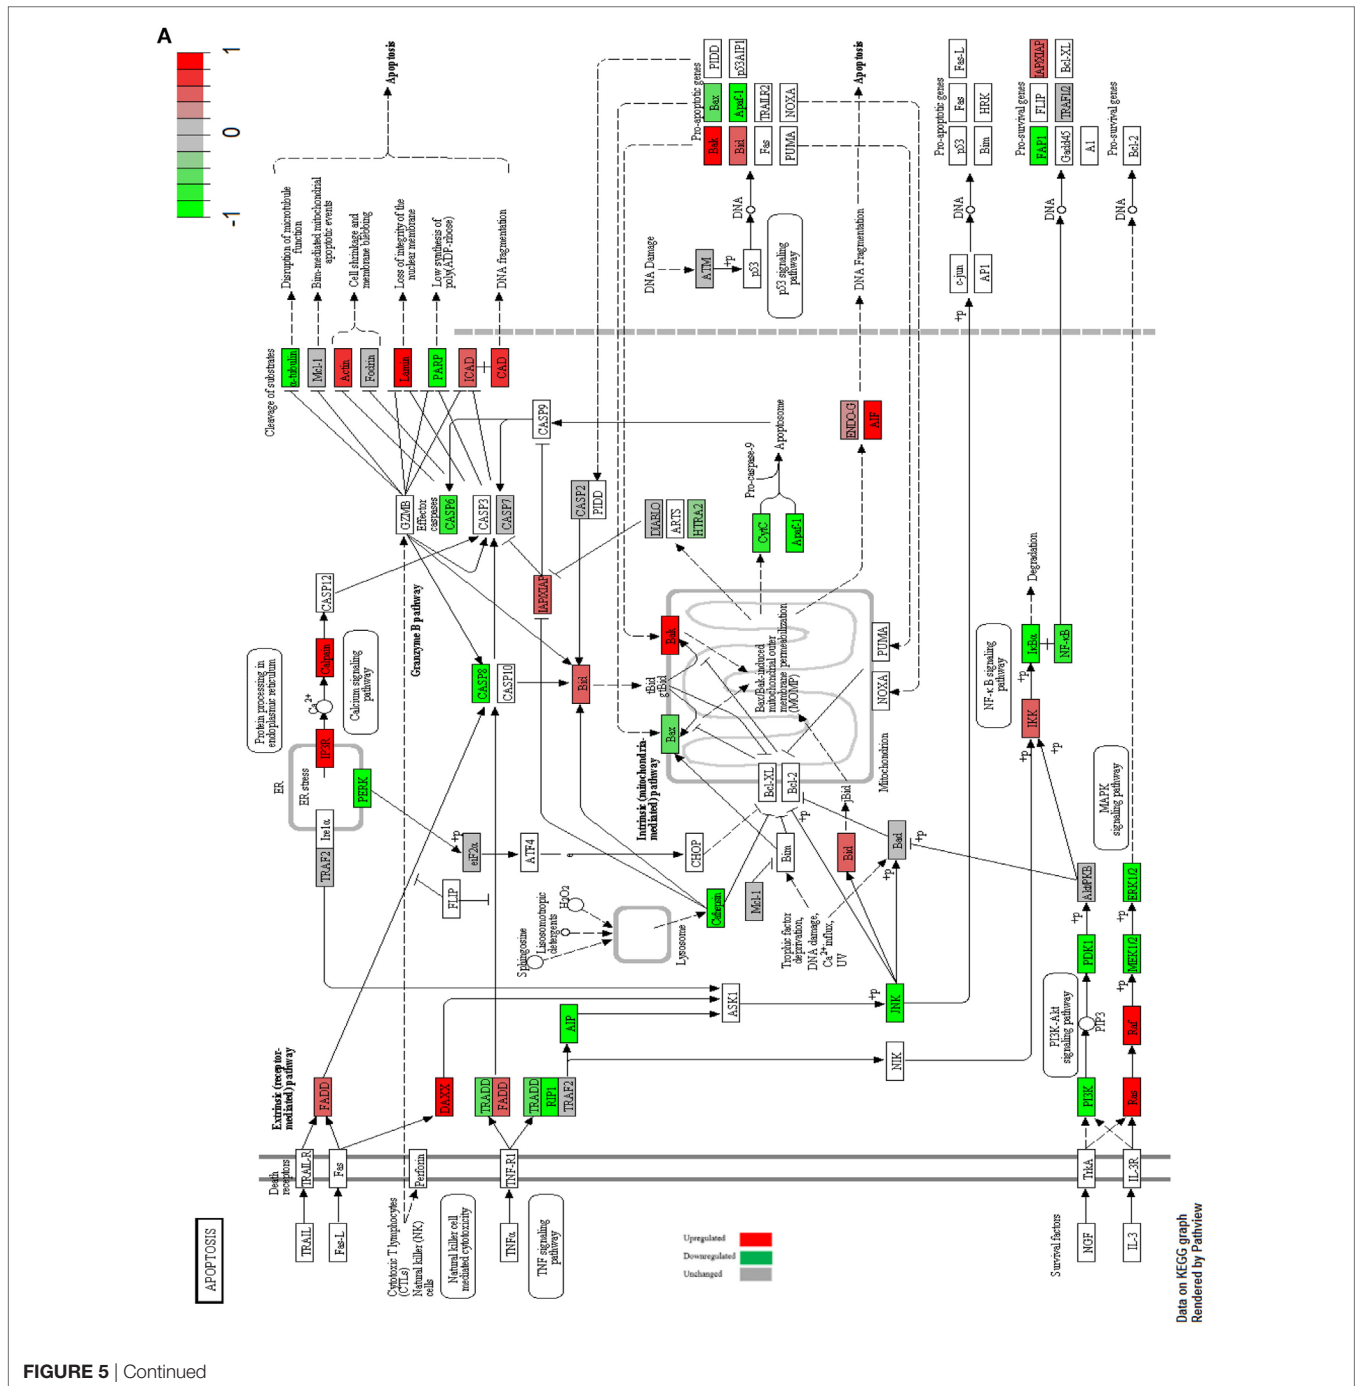 A
-1
0
1
APOPTOSIS
TRAIL
Fas-L
Cytotoxic T lymphocytes
(CTLs)
Natural killer (NK)
cells
Natural killer cell
mediated cytotoxicity
TNFα
TNF signaling
pathway
Survival factors
NGF
IL-3
Death
receptors
TRAIL-R
Fas
Perforin
TNF-R1
TrkA
IL-3R
Extrinsic (receptor-
mediated) pathway
FADD
DAXX
TRADD
FADD
TRADD
RIP1
TRAF2
AIP
PI3K
Ras
NIK
ASK1
JNK
+p
PI3K-Akt
signaling pathway
PIP3
Raf
+p
PDK1
MEK1/2
+p
+p
Akt/PKB
ERK1/2
MAPK
signaling pathway
Sphingosine
Lisosomotropic
detergents
H2O2
Lysosome
Cathepsin
Trophic factor
deprivation,
DNA damage,
Ca2+ influx,
UV
Mcl-1
Bim
Bid
jBid
Bad
+p
+p
+p
FLIP
eiF2α
+p
ATF4
e
CHOP
ER
ER stress
TRAF2
Ire1α
PERK
IP3R
Ca2+
Calpain
CASP12
Protein processing in
endoplasmic reticulum
Calcium signaling
pathway
Granzyme B pathway
CASP8
CASP10
Bid
tBid
gtBid
Intrinsic (mitochondria-
mediated) pathway
Bax
Bak
Bcl-XL
Bcl-2
Bax/Bak-induced
mitochondrial outer
membrane permeabilization
(MOMP)
Mitochondrion
NOXA
PUMA
IKK
+p
+p
+p
NF-κB signaling
pathway
IκBα
NF-κB
Degradation
GZMB
Effector
caspases
CASP6
CASP3
CASP7
IAP/XIAP
CASP2
PIDD
DIABLO
ARTS
HTRA2
CytC
Apaf-1
Pro-caspase-9
Apoptosome
CASP9
ENDO-G
AIF
Cleavage of substrates
α-tubulin
Mcl-1
Actin
Fodrin
Lamin
PARP
ICAD
CAD
Disruption of microtubule
function
Bim-mediated mitochondrial
apoptotic events
Cell shrinkage and
membrane blebbing
Loss of integrity of the
nuclear membrane
Low synthesis of
poly(ADP-ribose)
DNA fragmentation
Apoptosis
DNA Damage
ATM
+p
p53
p53 signaling
pathway
DNA
Pro-apoptotic genes
Bak
Bax
PIDD
Bid
Apaf-1
p53AIP1
Fas
TRAILR2
PUMA
NOXA
DNA Fragmentation
Apoptosis
+p
c-jun
AP1
DNA
Pro-apoptotic genes
p53
Fas
Fas-L
Bim
HRK
DNA
Pro-survival genes
FAP1
FLIP
IAP/XIAP
Gadd45
TRAF1/2
Bcl-XL
A1
DNA
Pro-survival genes
Bcl-2
Upregulated
Downregulated
Unchanged
Data on KEGG graph
Rendered by Pathview
FIGURE 5 | Continued